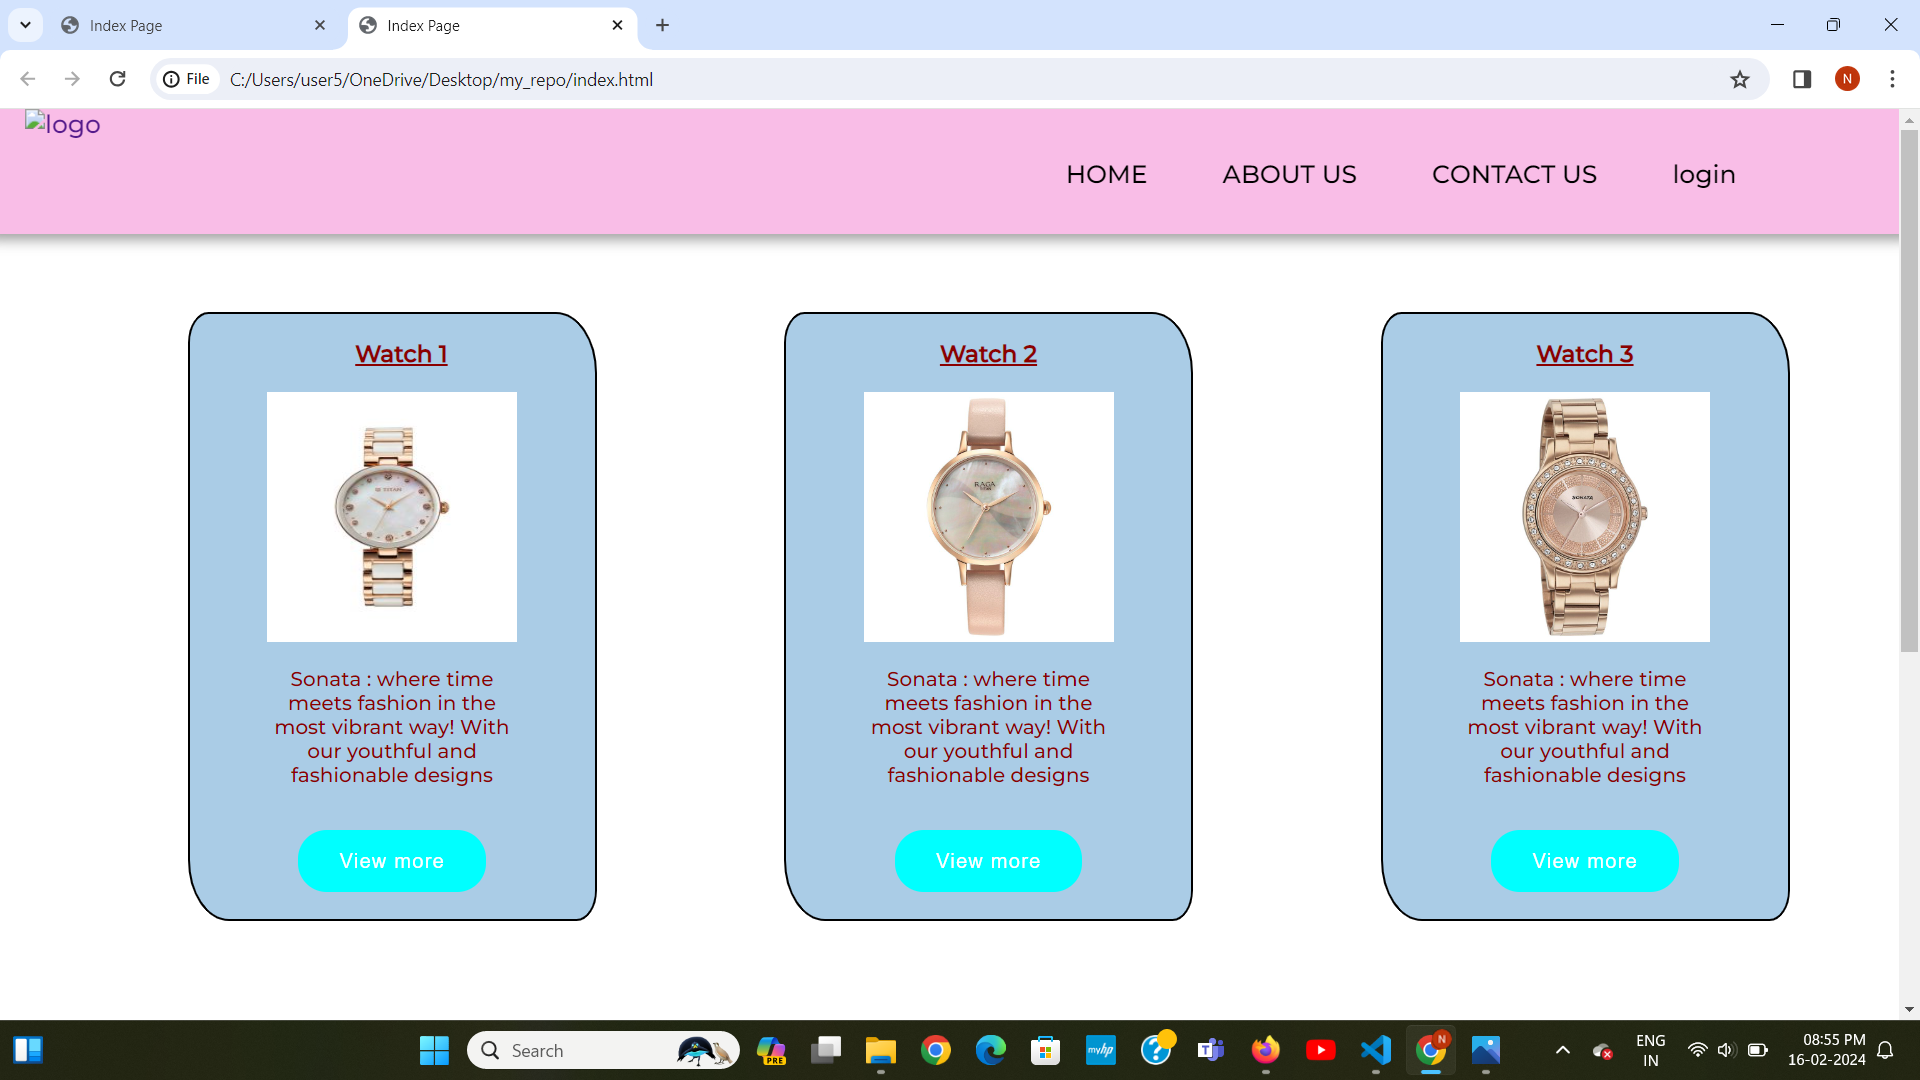 Index Page
Index Page
File
C:/Users/user5/OneDrive/Desktop/my_repo/index.html
N
logo
HOME
ABOUT US
CONTACT US
login
Watch 1
Watch 2
Watch 3
RAGA
SONATA
Sonata : where time
meets fashion in the
most vibrant way! With
our youthful and
fashionable designs
Sonata : where time
meets fashion in the
most vibrant way! With
our youthful and
fashionable designs
Sonata : where time
meets fashion in the
most vibrant way! With
our youthful and
fashionable designs
View more
View more
View more
Search
PRE
myhp
?
T
N
ENG
IN
08:55 PM
16-02-2024